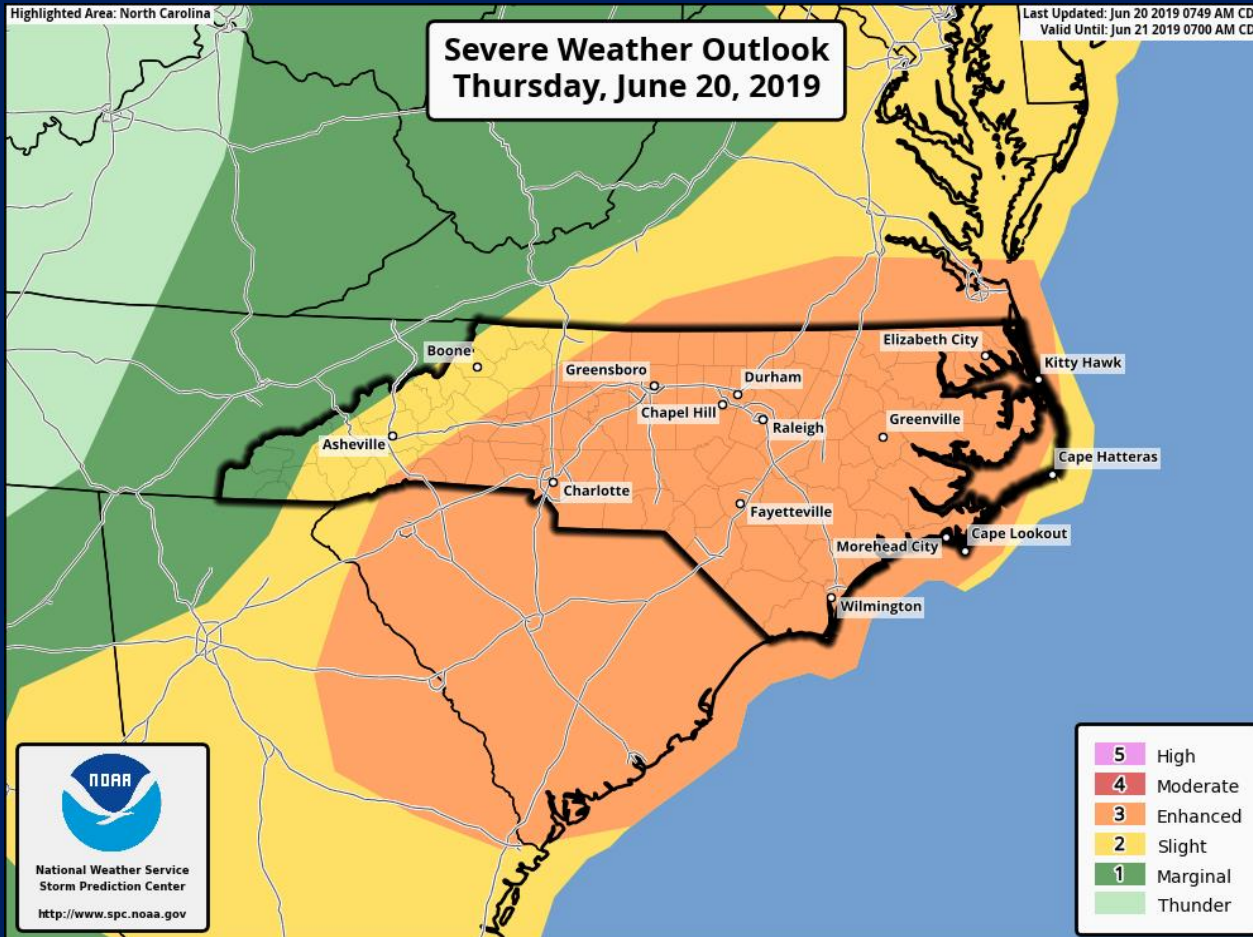 Highlighted Area: North Carolina
Last Updated: Jun 20 2019 0749 AM CD
Valid Until: Jun 21 2019 0700 AM CD
Severe Weather Outlook
Thursday, June 20, 2019
Elizabeth City
Boone
Kitty Hawk
Greensboro
Durham
Chapel Hill
Greenville
Raleigh
Asheville
Cape Hatteras
Charlotte
Fayetteville
Cape Lookout
Morehead City
Wilmington
NOAA
National Weather Service
Storm Prediction Center
http://www.spc.noaa.gov
5 High
4 Moderate
3 Enhanced
2 Slight
1 Marginal
Thunder